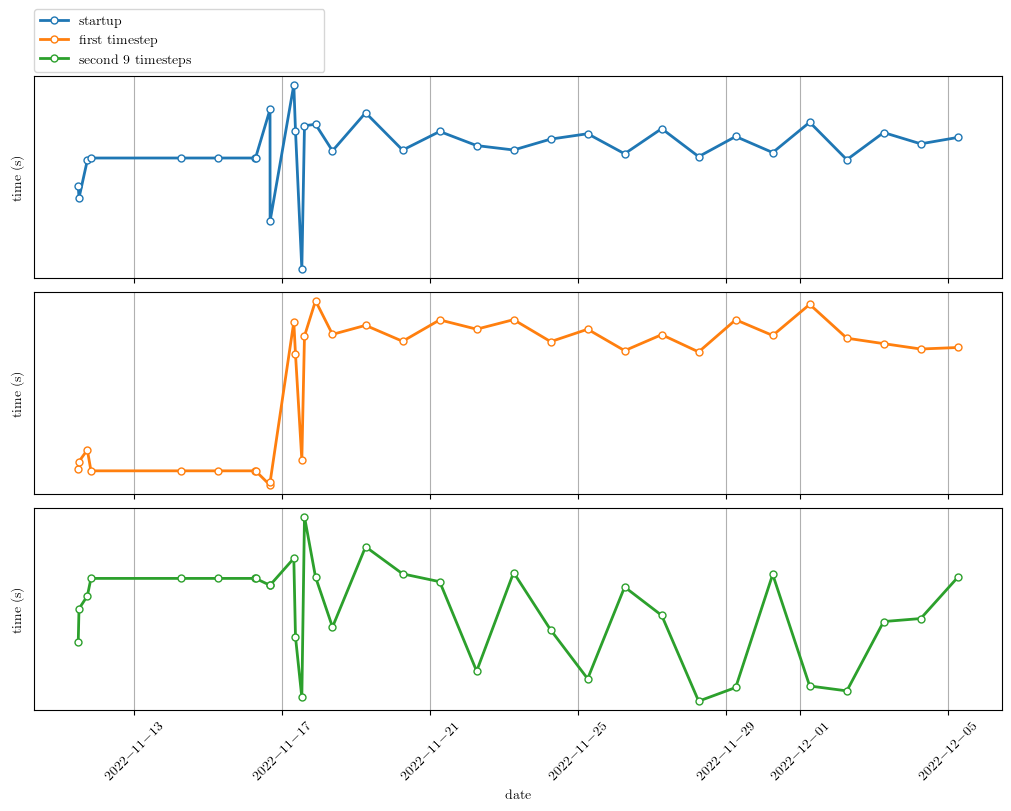 startup
first timestep
second 9 timesteps
time (s)
time (s)
time (s)
2022−11−13
2022−11−17
2022−11−21
2022−11−25
2022−11−29
2022−12−01
2022−12−05
date